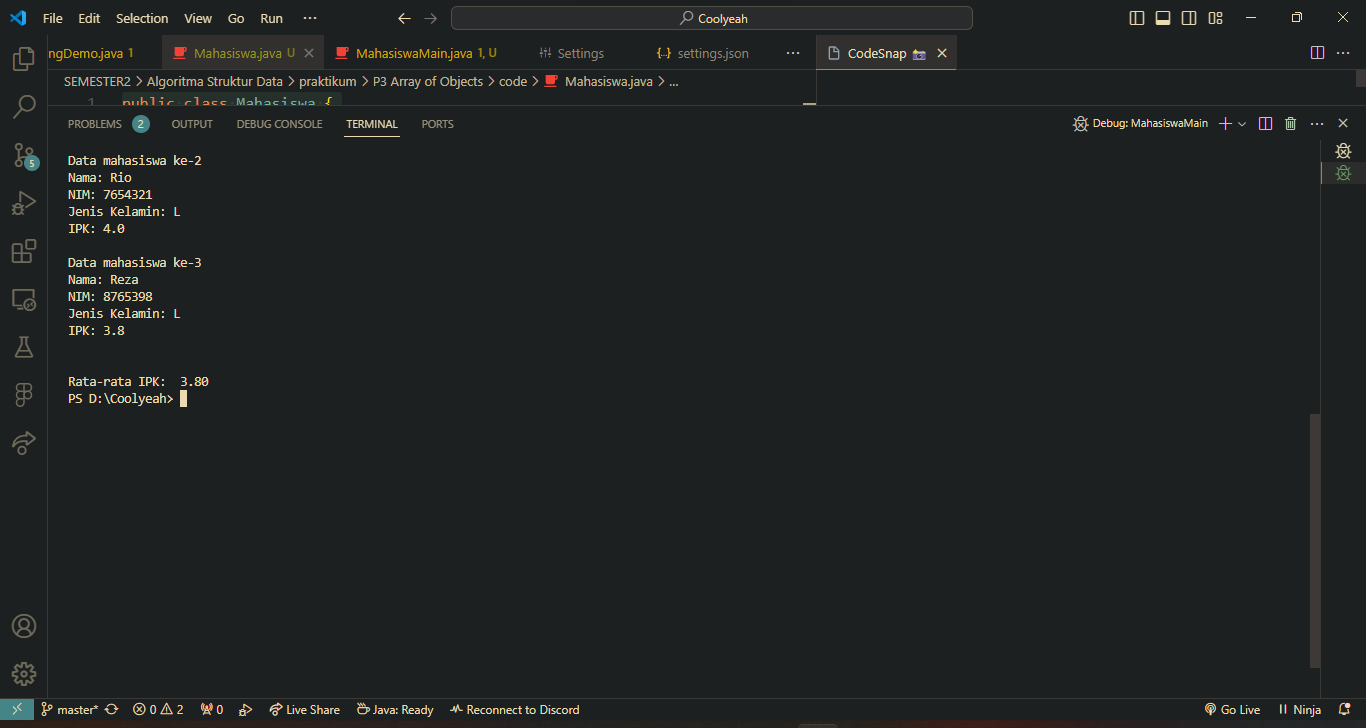 File Edit Selection View Go Run ··· Coolyeah
ngDemo.java 1 Mahasiswa.java U MahasiswaMain.java 1, U Settings {} settings.json ··· CodeSnap 📸
SEMESTER2 > Algoritma Struktur Data > praktikum > P3 Array of Objects > code > Mahasiswa.java > ...
1 public class Mahasiswa {
PROBLEMS 2 OUTPUT DEBUG CONSOLE TERMINAL PORTS Debug: MahasiswaMain
Data mahasiswa ke-2
Nama: Rio
NIM: 7654321
Jenis Kelamin: L
IPK: 4.0
Data mahasiswa ke-3
Nama: Reza
NIM: 8765398
Jenis Kelamin: L
IPK: 3.8
Rata-rata IPK:  3.80
PS D:\Coolyeah>
5
master* 0 2 0 Live Share Java: Ready Reconnect to Discord Go Live Ninja